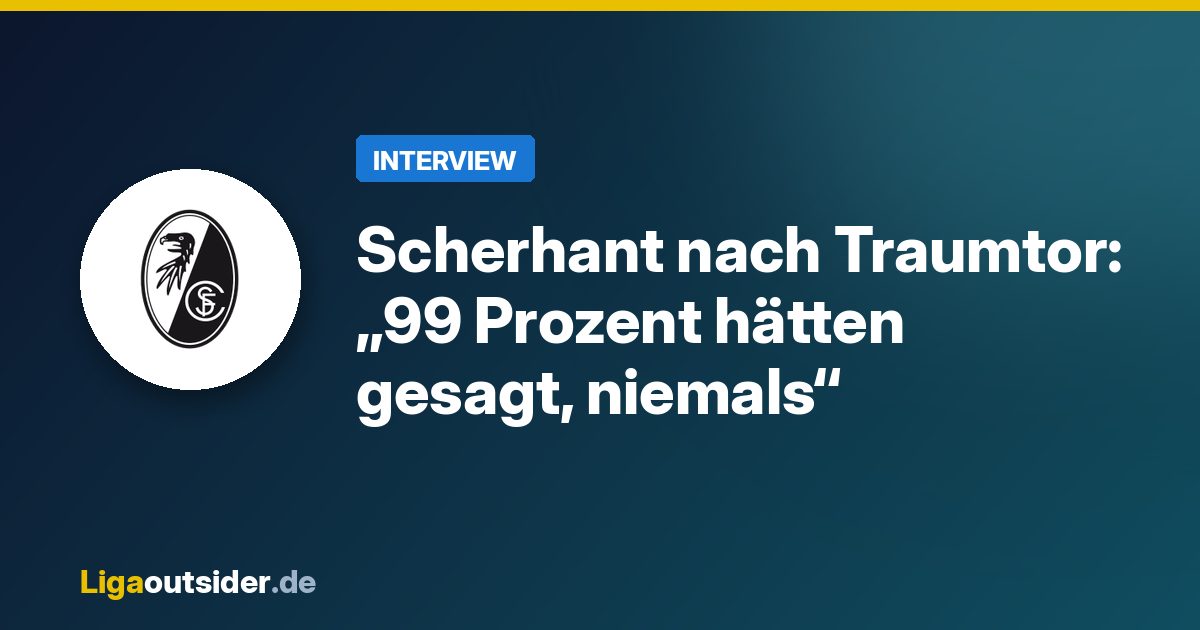 INTERVIEW
Scherhant nach Traumtor:
„99 Prozent hätten
gesagt, niemals“
Ligaoutsider.de